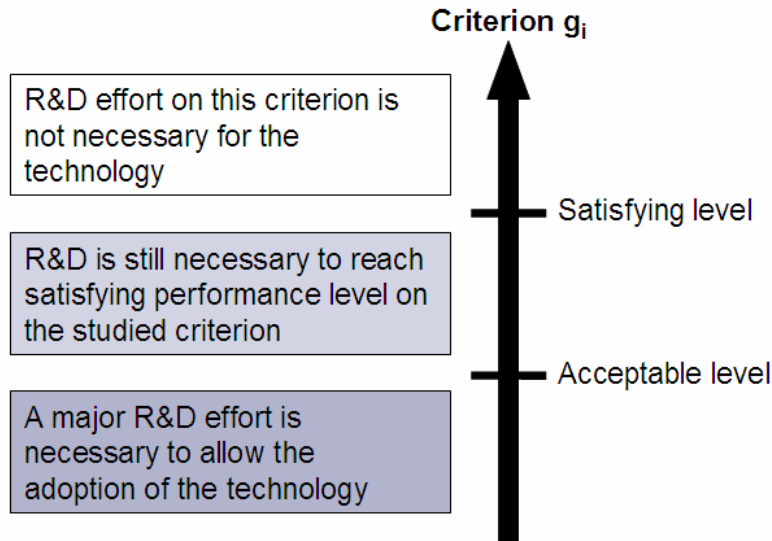 Criterion gi
R&D effort on this criterion is
not necessary for the
technology
Satisfying level
R&D is still necessary to reach
satisfying performance level on
the studied criterion
Acceptable level
A major R&D effort is
necessary to allow the
adoption of the technology